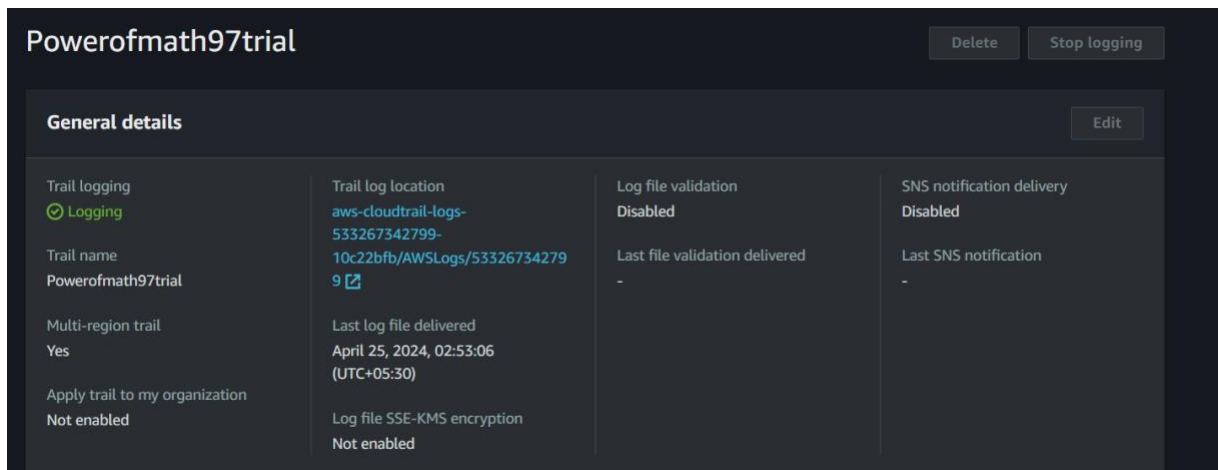 Powerofmath97trial
Delete
Stop logging
General details
Edit
Trail logging
Logging
Trail name
Powerofmath97trial
Multi-region trail
Yes
Apply trail to my organization
Not enabled
Trail log location
aws-cloudtrail-logs-
533267342799-
10c22bfb/AWSLogs/53326734279
9
Last log file delivered
April 25, 2024, 02:53:06
(UTC+05:30)
Log file SSE-KMS encryption
Not enabled
Log file validation
Disabled
Last file validation delivered
-
SNS notification delivery
Disabled
Last SNS notification
-